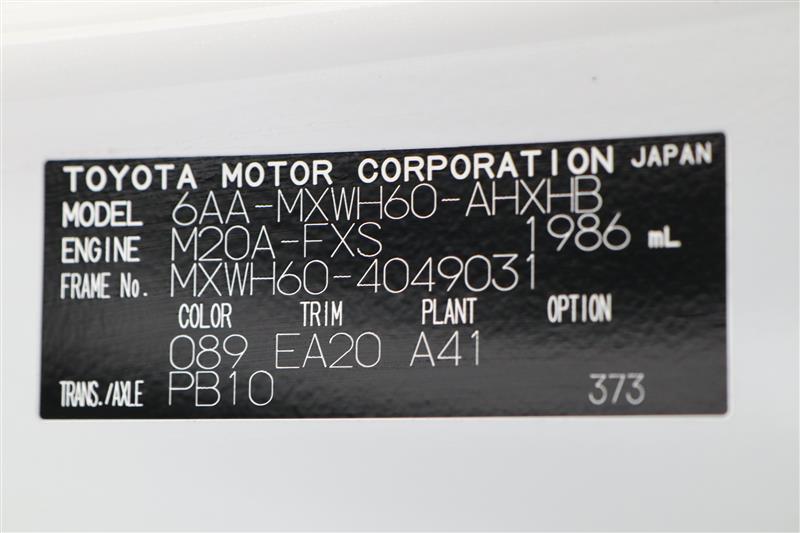 TOYOTA MOTOR CORPORATION JAPAN
MODEL 6AA-MXWH60-AHXHB
ENGINE M20A-FXS 1986 mL
FRAME No. MXWH60-4049031
COLOR TRIM PLANT OPTION
089 EA20 A41
TRANS./AXLE PB10 373